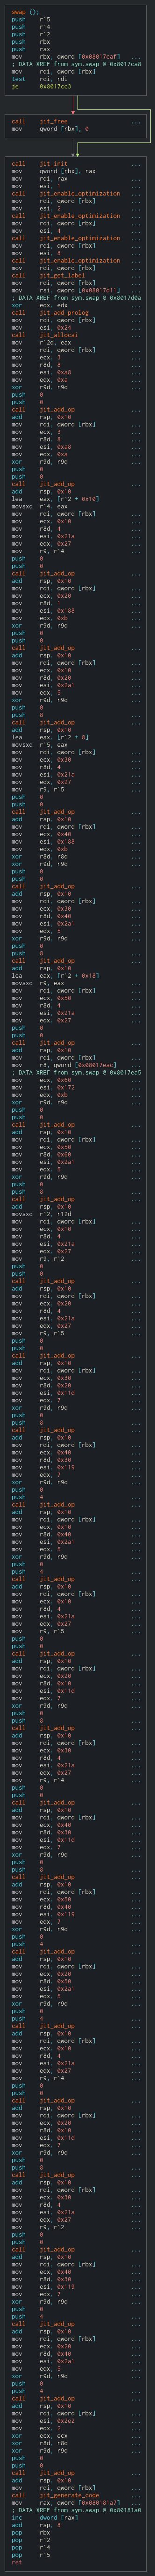 swap ();
push r15
push r14
push r12
push rbx
push rax
mov rbx, qword [0x08017caf]
; DATA XREF from sym.swap @ 0x8017ca8
mov rdi, qword [rbx]
test rdi, rdi
je 0x8017cc3
call jit_free
mov qword [rbx], 0
call jit_init
mov qword [rbx], rax
mov rdi, rax
mov esi, 1
call jit_enable_optimization
mov rdi, qword [rbx]
mov esi, 2
call jit_enable_optimization
mov rdi, qword [rbx]
mov esi, 4
call jit_enable_optimization
mov rdi, qword [rbx]
mov esi, 8
call jit_enable_optimization
mov rdi, qword [rbx]
call jit_get_label
mov rdi, qword [rbx]
mov rsi, qword [0x08017d11]
; DATA XREF from sym.swap @ 0x8017d0a
xor edx, edx
call jit_add_prolog
mov rdi, qword [rbx]
mov esi, 0x24
call jit_allocai
mov r12d, eax
mov rdi, qword [rbx]
mov ecx, 3
mov r8d, 8
mov esi, 0xa8
mov edx, 0xa
xor r9d, r9d
push 0
push 0
call jit_add_op
add rsp, 0x10
mov rdi, qword [rbx]
mov ecx, 3
mov r8d, 8
mov esi, 0xa8
mov edx, 0xa
xor r9d, r9d
push 0
push 0
call jit_add_op
add rsp, 0x10
lea eax, [r12 + 0x10]
movsxd r14, eax
mov rdi, qword [rbx]
mov ecx, 0x10
mov r8d, 4
mov esi, 0x21a
mov edx, 0x27
mov r9, r14
push 0
push 0
call jit_add_op
add rsp, 0x10
mov rdi, qword [rbx]
mov ecx, 0x20
mov r8d, 1
mov esi, 0x188
mov edx, 0xb
xor r9d, r9d
push 0
push 0
call jit_add_op
add rsp, 0x10
mov rdi, qword [rbx]
mov ecx, 0x10
mov r8d, 0x20
mov esi, 0x2a1
mov edx, 5
xor r9d, r9d
push 0
push 8
call jit_add_op
add rsp, 0x10
lea eax, [r12 + 8]
movsxd r15, eax
mov rdi, qword [rbx]
mov ecx, 0x30
mov r8d, 4
mov esi, 0x21a
mov edx, 0x27
mov r9, r15
push 0
push 0
call jit_add_op
add rsp, 0x10
mov rdi, qword [rbx]
mov ecx, 0x40
mov esi, 0x188
mov edx, 0xb
xor r8d, r8d
xor r9d, r9d
push 0
push 0
call jit_add_op
add rsp, 0x10
mov rdi, qword [rbx]
mov ecx, 0x30
mov r8d, 0x40
mov esi, 0x2a1
mov edx, 5
xor r9d, r9d
push 0
push 8
call jit_add_op
add rsp, 0x10
lea eax, [r12 + 0x18]
movsxd r9, eax
mov rdi, qword [rbx]
mov ecx, 0x50
mov r8d, 4
mov esi, 0x21a
mov edx, 0x27
push 0
push 0
call jit_add_op
add rsp, 0x10
mov rdi, qword [rbx]
mov r8, qword [0x08017eac]
; DATA XREF from sym.swap @ 0x8017ea5
mov ecx, 0x60
mov esi, 0x172
mov edx, 0xb
xor r9d, r9d
push 0
push 0
call jit_add_op
add rsp, 0x10
mov rdi, qword [rbx]
mov ecx, 0x50
mov r8d, 0x60
mov esi, 0x2a1
mov edx, 5
xor r9d, r9d
push 0
push 8
call jit_add_op
add rsp, 0x10
movsxd r12, r12d
mov rdi, qword [rbx]
mov ecx, 0x10
mov r8d, 4
mov esi, 0x21a
mov edx, 0x27
mov r9, r12
push 0
push 0
call jit_add_op
add rsp, 0x10
mov rdi, qword [rbx]
mov ecx, 0x20
mov r8d, 4
mov esi, 0x21a
mov edx, 0x27
mov r9, r15
push 0
push 0
call jit_add_op
add rsp, 0x10
mov rdi, qword [rbx]
mov ecx, 0x30
mov r8d, 0x20
mov esi, 0x11d
mov edx, 7
xor r9d, r9d
push 0
push 8
call jit_add_op
add rsp, 0x10
mov rdi, qword [rbx]
mov ecx, 0x40
mov r8d, 0x30
mov esi, 0x119
mov edx, 7
xor r9d, r9d
push 0
push 4
call jit_add_op
add rsp, 0x10
mov rdi, qword [rbx]
mov ecx, 0x10
mov r8d, 0x40
mov esi, 0x2a1
mov edx, 5
xor r9d, r9d
push 0
push 4
call jit_add_op
add rsp, 0x10
mov rdi, qword [rbx]
mov ecx, 0x10
mov r8d, 4
mov esi, 0x21a
mov edx, 0x27
mov r9, r15
push 0
push 0
call jit_add_op
add rsp, 0x10
mov rdi, qword [rbx]
mov ecx, 0x20
mov r8d, 0x10
mov esi, 0x11d
mov edx, 7
xor r9d, r9d
push 0
push 8
call jit_add_op
add rsp, 0x10
mov rdi, qword [rbx]
mov ecx, 0x30
mov r8d, 4
mov esi, 0x21a
mov edx, 0x27
mov r9, r14
push 0
push 0
call jit_add_op
add rsp, 0x10
mov rdi, qword [rbx]
mov ecx, 0x40
mov r8d, 0x30
mov esi, 0x11d
mov edx, 7
xor r9d, r9d
push 0
push 8
call jit_add_op
add rsp, 0x10
mov rdi, qword [rbx]
mov ecx, 0x50
mov r8d, 0x40
mov esi, 0x119
mov edx, 7
xor r9d, r9d
push 0
push 4
call jit_add_op
add rsp, 0x10
mov rdi, qword [rbx]
mov ecx, 0x20
mov r8d, 0x50
mov esi, 0x2a1
mov edx, 5
xor r9d, r9d
push 0
push 4
call jit_add_op
add rsp, 0x10
mov rdi, qword [rbx]
mov ecx, 0x10
mov r8d, 4
mov esi, 0x21a
mov edx, 0x27
mov r9, r14
push 0
push 0
call jit_add_op
add rsp, 0x10
mov rdi, qword [rbx]
mov ecx, 0x20
mov r8d, 0x10
mov esi, 0x11d
mov edx, 7
xor r9d, r9d
push 0
push 8
call jit_add_op
add rsp, 0x10
mov rdi, qword [rbx]
mov ecx, 0x30
mov r8d, 4
mov esi, 0x21a
mov edx, 0x27
mov r9, r12
push 0
push 0
call jit_add_op
add rsp, 0x10
mov rdi, qword [rbx]
mov ecx, 0x40
mov r8d, 0x30
mov esi, 0x119
mov edx, 7
xor r9d, r9d
push 0
push 4
call jit_add_op
add rsp, 0x10
mov rdi, qword [rbx]
mov ecx, 0x20
mov r8d, 0x40
mov esi, 0x2a1
mov edx, 5
xor r9d, r9d
push 0
push 4
call jit_add_op
add rsp, 0x10
mov rdi, qword [rbx]
mov esi, 0x2e2
mov edx, 2
xor ecx, ecx
xor r8d, r8d
xor r9d, r9d
push 0
push 0
call jit_add_op
add rsp, 0x10
mov rdi, qword [rbx]
call jit_generate_code
mov rax, qword [0x080181a7]
; DATA XREF from sym.swap @ 0x80181a0
inc dword [rax]
add rsp, 8
pop rbx
pop r12
pop r14
pop r15
ret